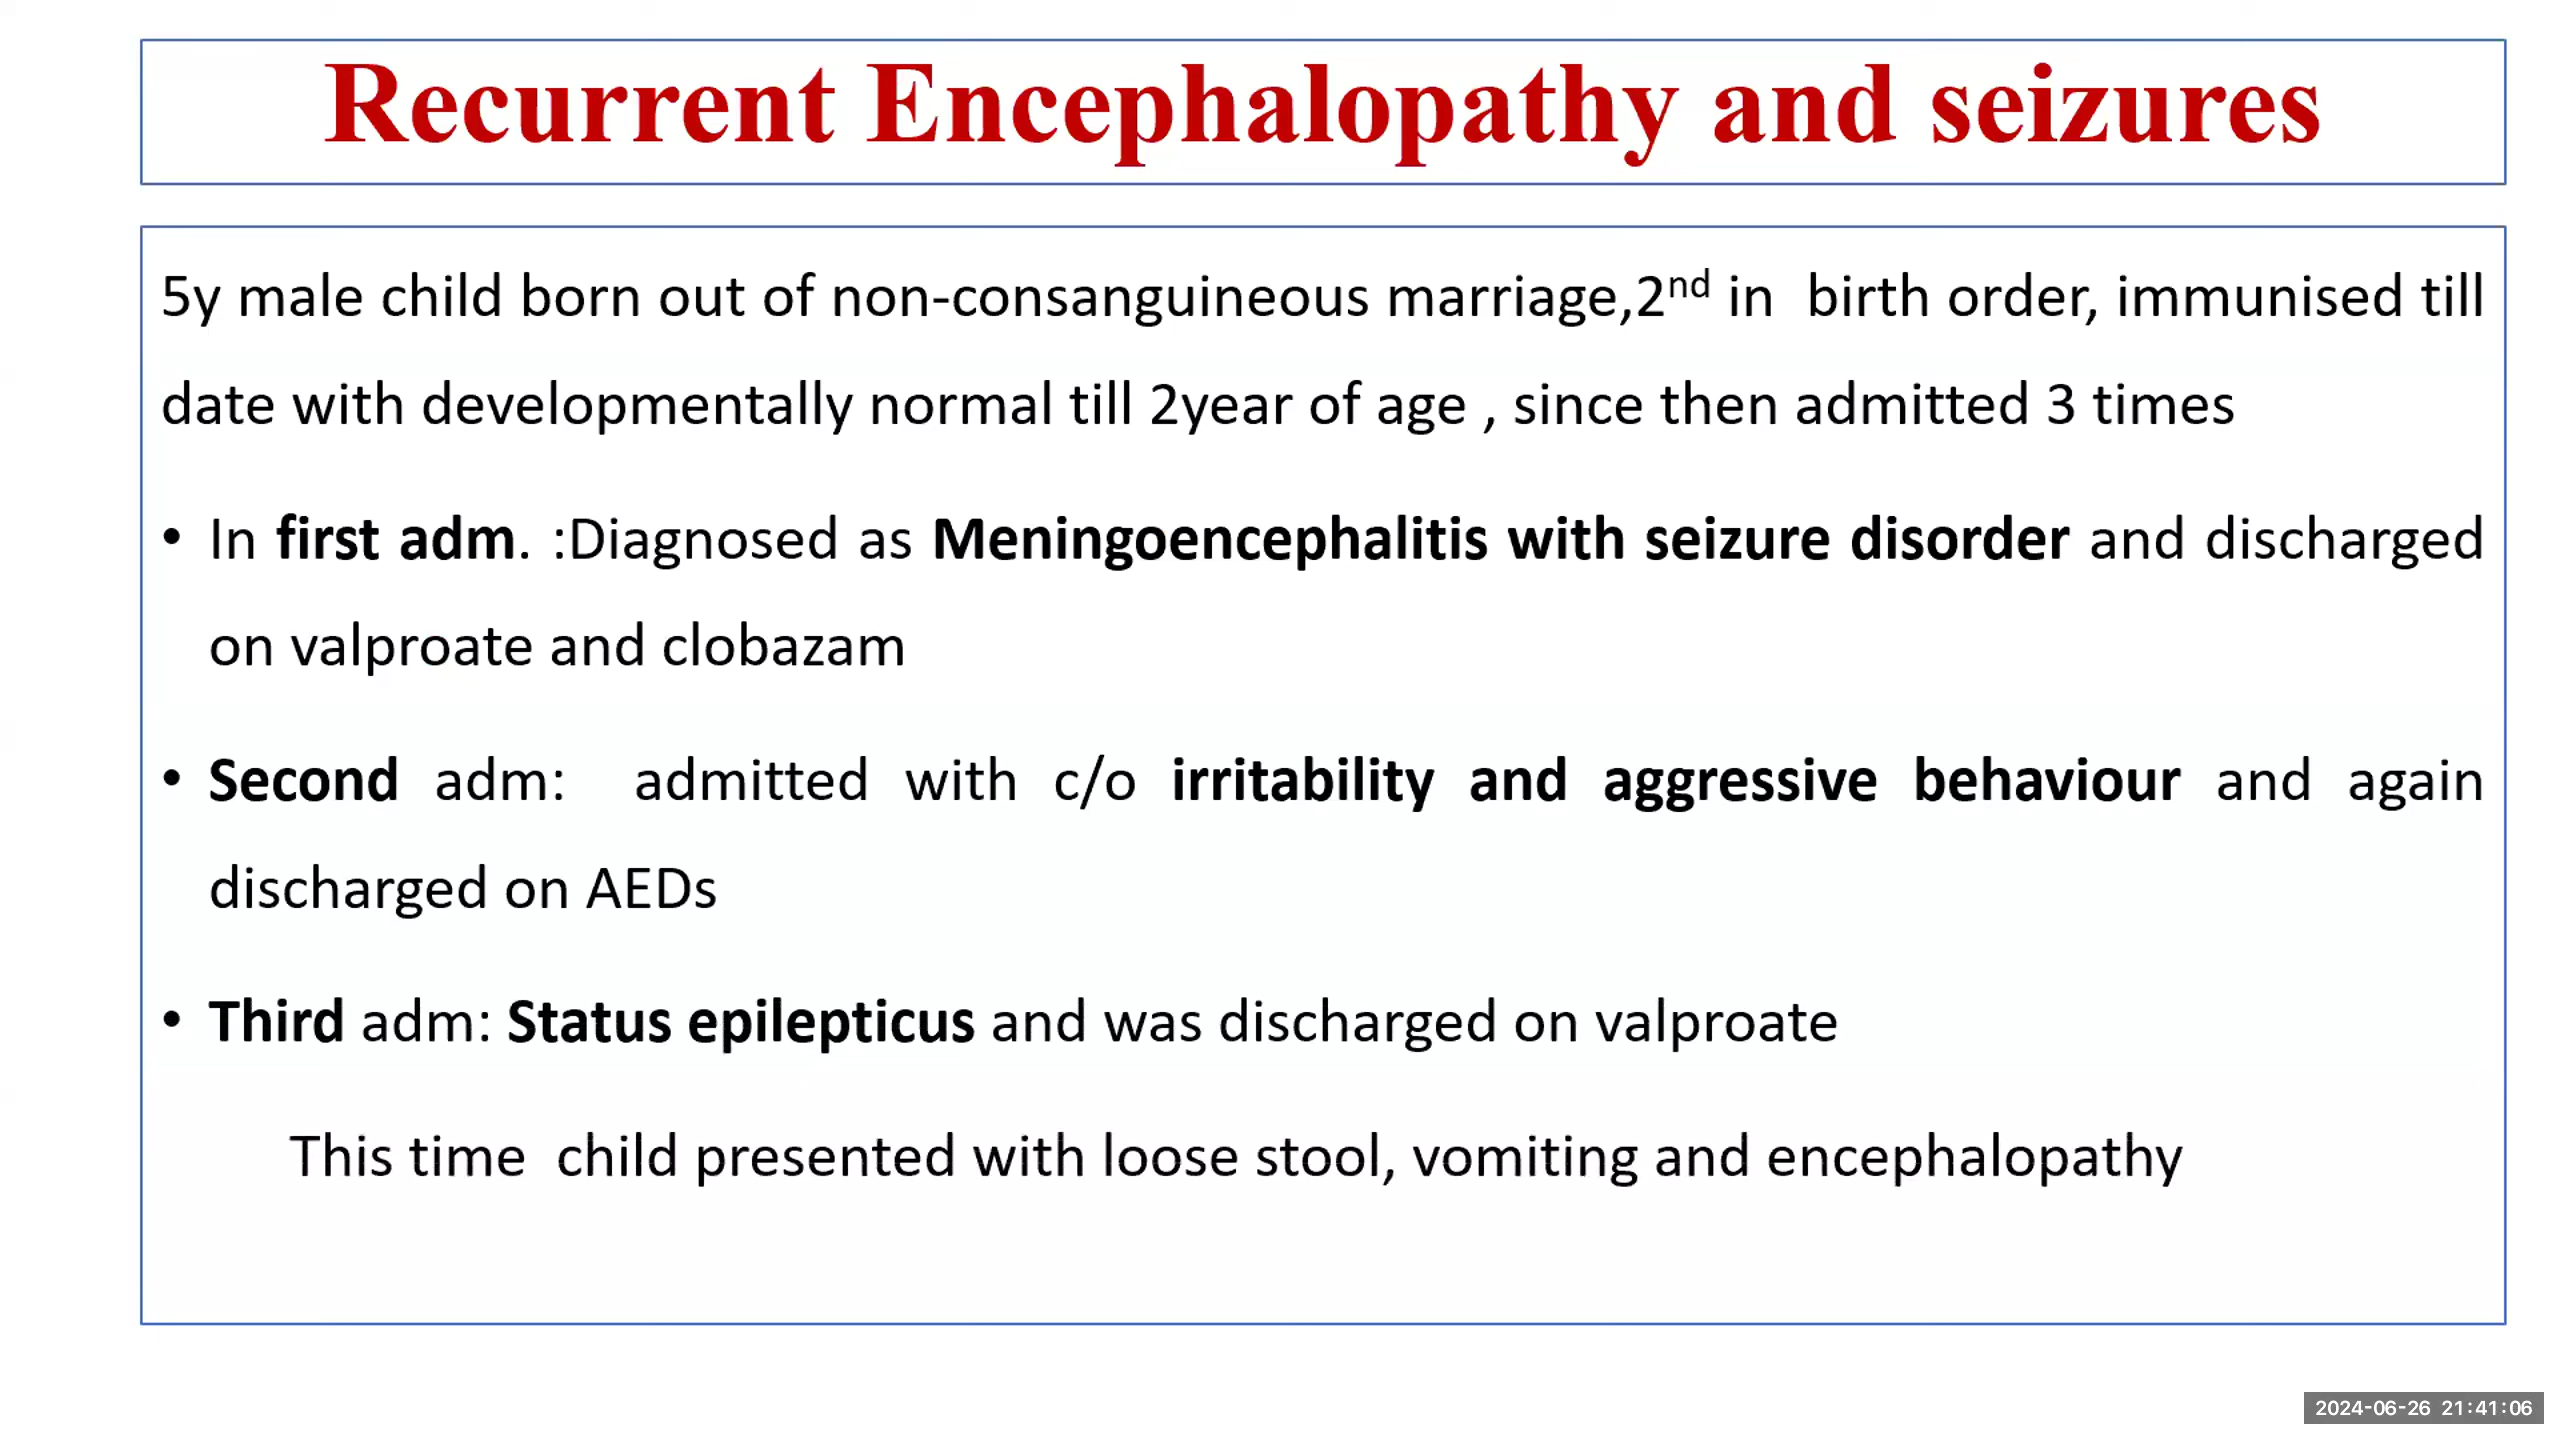 Recurrent Encephalopathy and seizures
5y male child born out of non-consanguineous marriage,2nd in  birth order, immunised till
date with developmentally normal till 2year of age , since then admitted 3 times
• In first adm. :Diagnosed as Meningoencephalitis with seizure disorder and discharged
on valproate and clobazam
• Second adm:  admitted with c/o irritability and aggressive behaviour and again
discharged on AEDs
• Third adm: Status epilepticus and was discharged on valproate
This time  child presented with loose stool, vomiting and encephalopathy
2024-06-26 21:41:06